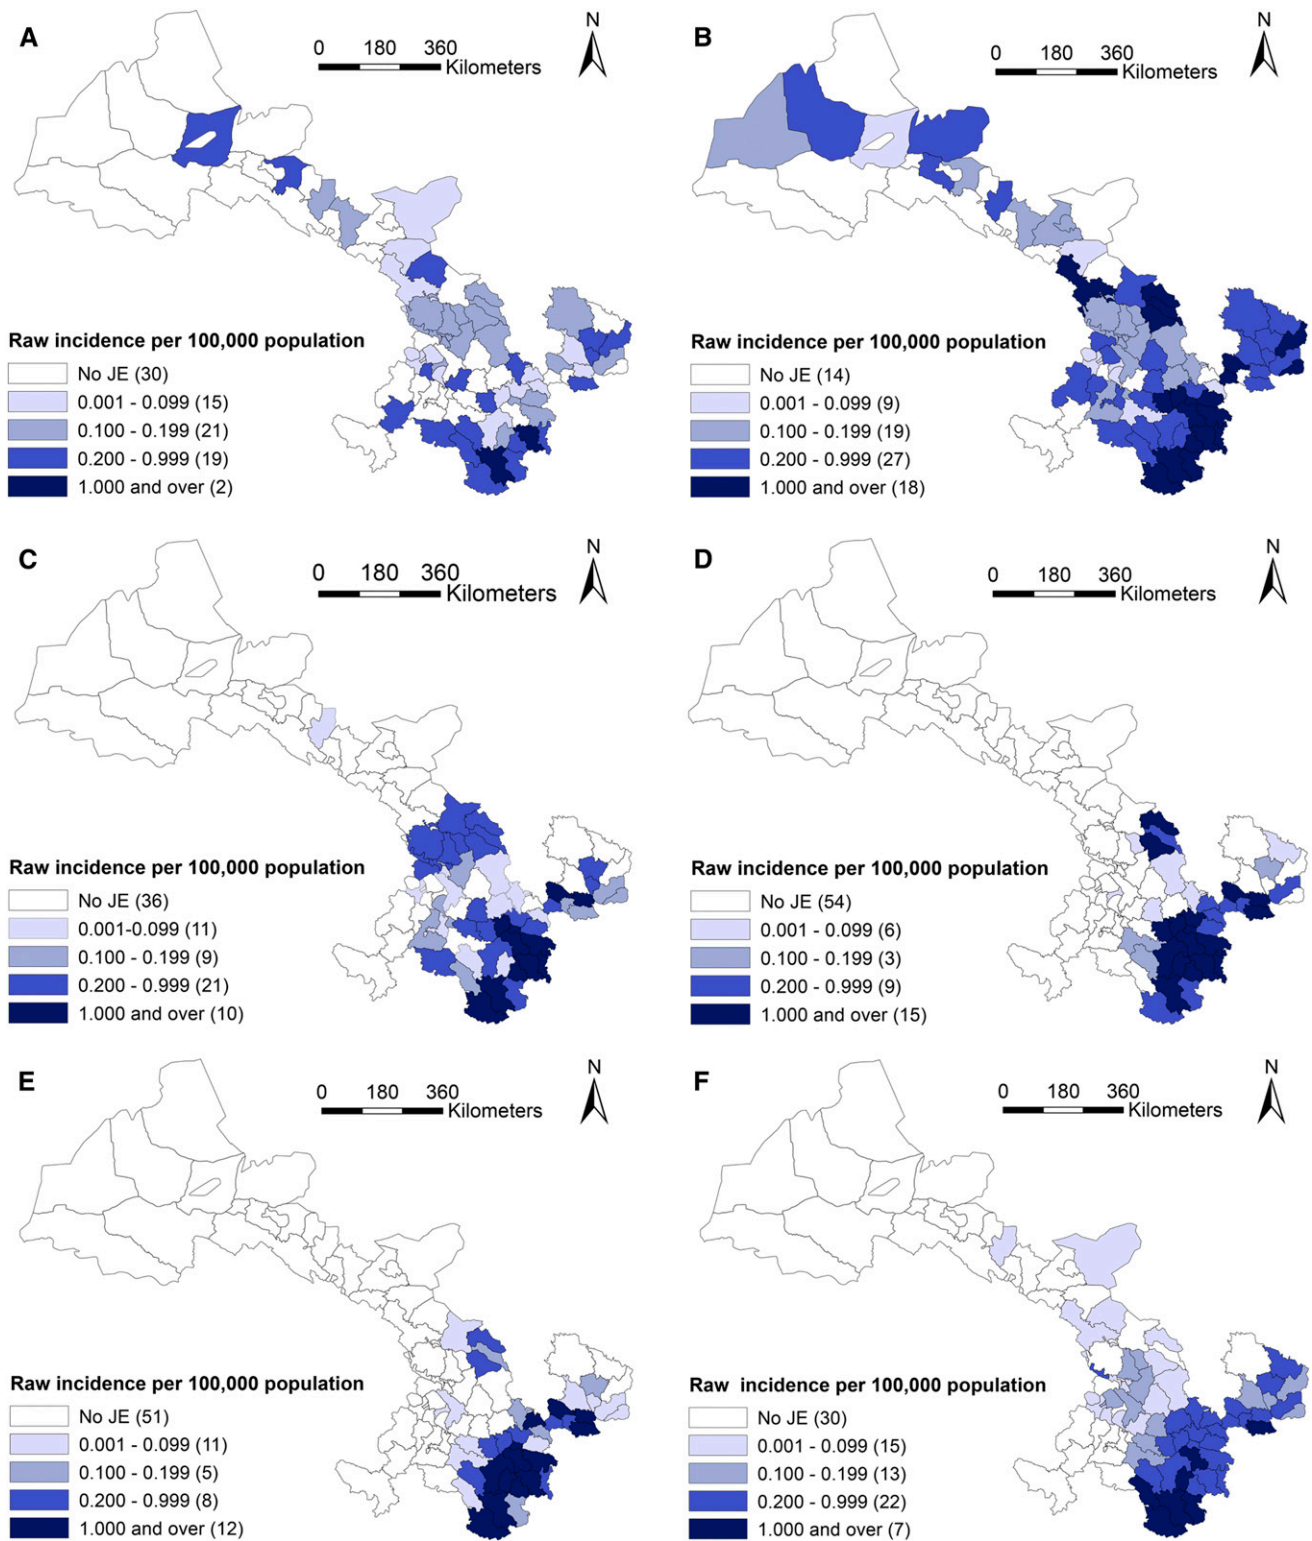 A
0 180 360
Kilometers
N
Raw incidence per 100,000 population
No JE (30)
0.001 - 0.099 (15)
0.100 - 0.199 (21)
0.200 - 0.999 (19)
1.000 and over (2)
B
0 180 360
Kilometers
N
Raw incidence per 100,000 population
No JE (14)
0.001 - 0.099 (9)
0.100 - 0.199 (19)
0.200 - 0.999 (27)
1.000 and over (18)
C
0 180 360
Kilometers
N
Raw incidence per 100,000 population
No JE (36)
0.001-0.099 (11)
0.100 - 0.199 (9)
0.200 - 0.999 (21)
1.000 and over (10)
D
0 180 360
Kilometers
N
Raw incidence per 100,000 population
No JE (54)
0.001 - 0.099 (6)
0.100 - 0.199 (3)
0.200 - 0.999 (9)
1.000 and over (15)
E
0 180 360
Kilometers
N
Raw incidence per 100,000 population
No JE (51)
0.001 - 0.099 (11)
0.100 - 0.199 (5)
0.200 - 0.999 (8)
1.000 and over (12)
F
0 180 360
Kilometers
N
Raw incidence per 100,000 population
No JE (30)
0.001 - 0.099 (15)
0.100 - 0.199 (13)
0.200 - 0.999 (22)
1.000 and over (7)